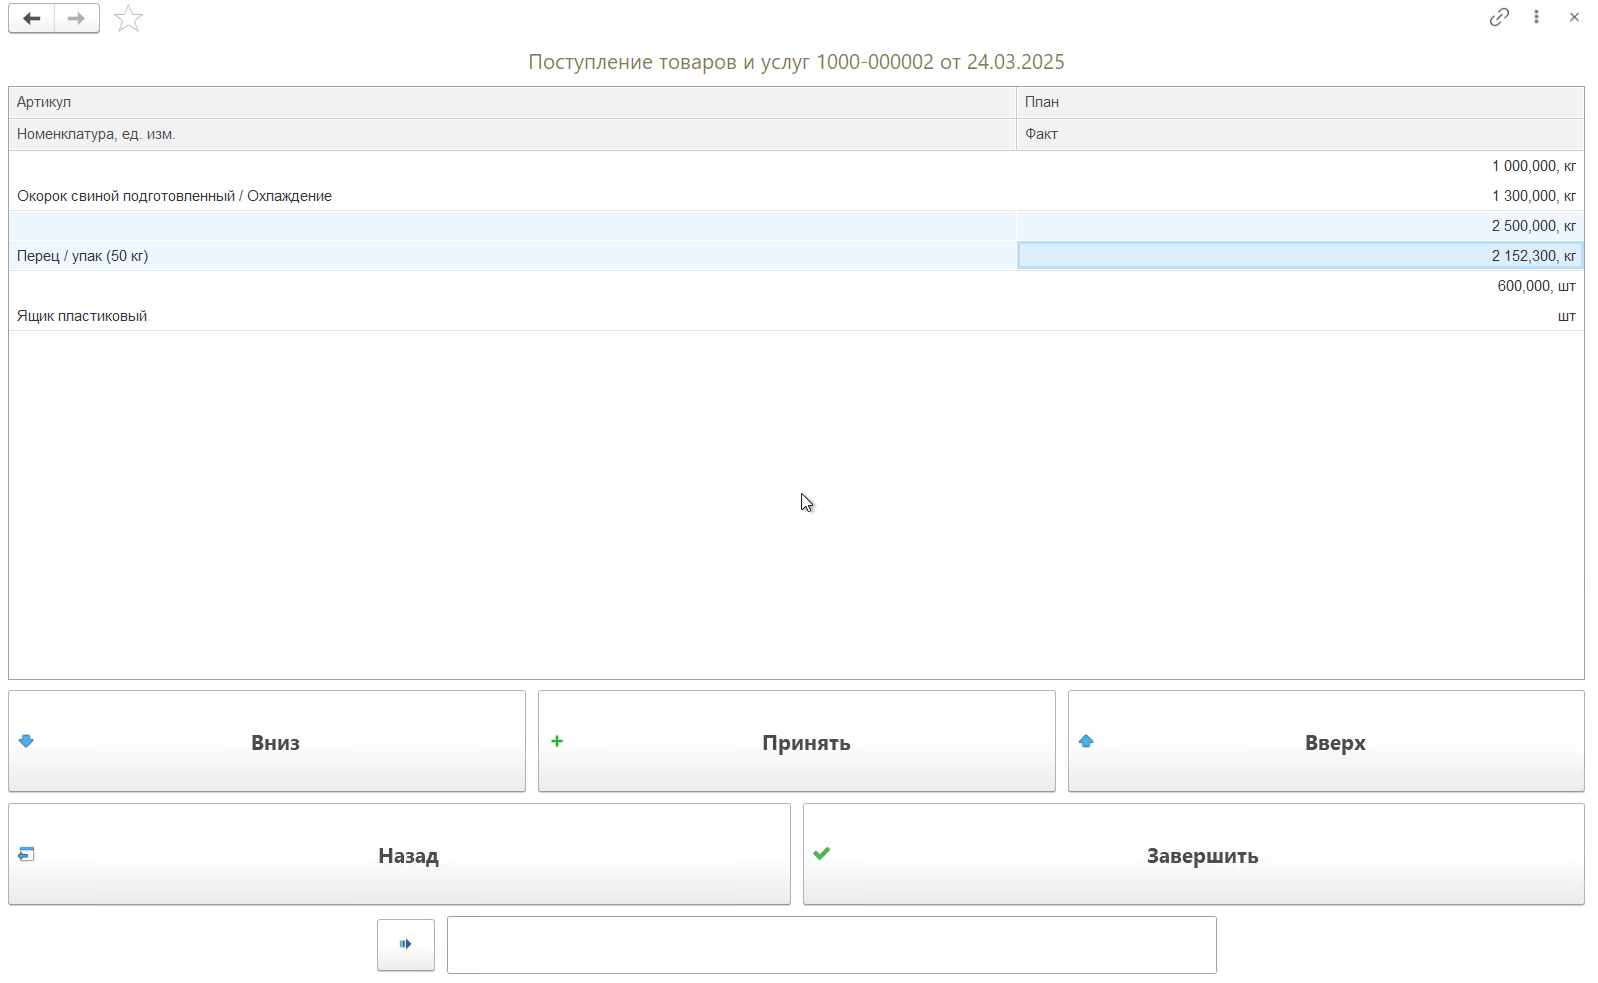 Поступление товаров и услуг 1000-000002 от 24.03.2025
Артикул План
Номенклатура, ед. изм. Факт
1 000,000, кг
Окорок свиной подготовленный / Охлаждение 1 300,000, кг
2 500,000, кг
Перец / упак (50 кг) 2 152,300, кг
600,000, шт
Ящик пластиковый шт
Вниз Принять Вверх
Назад Завершить